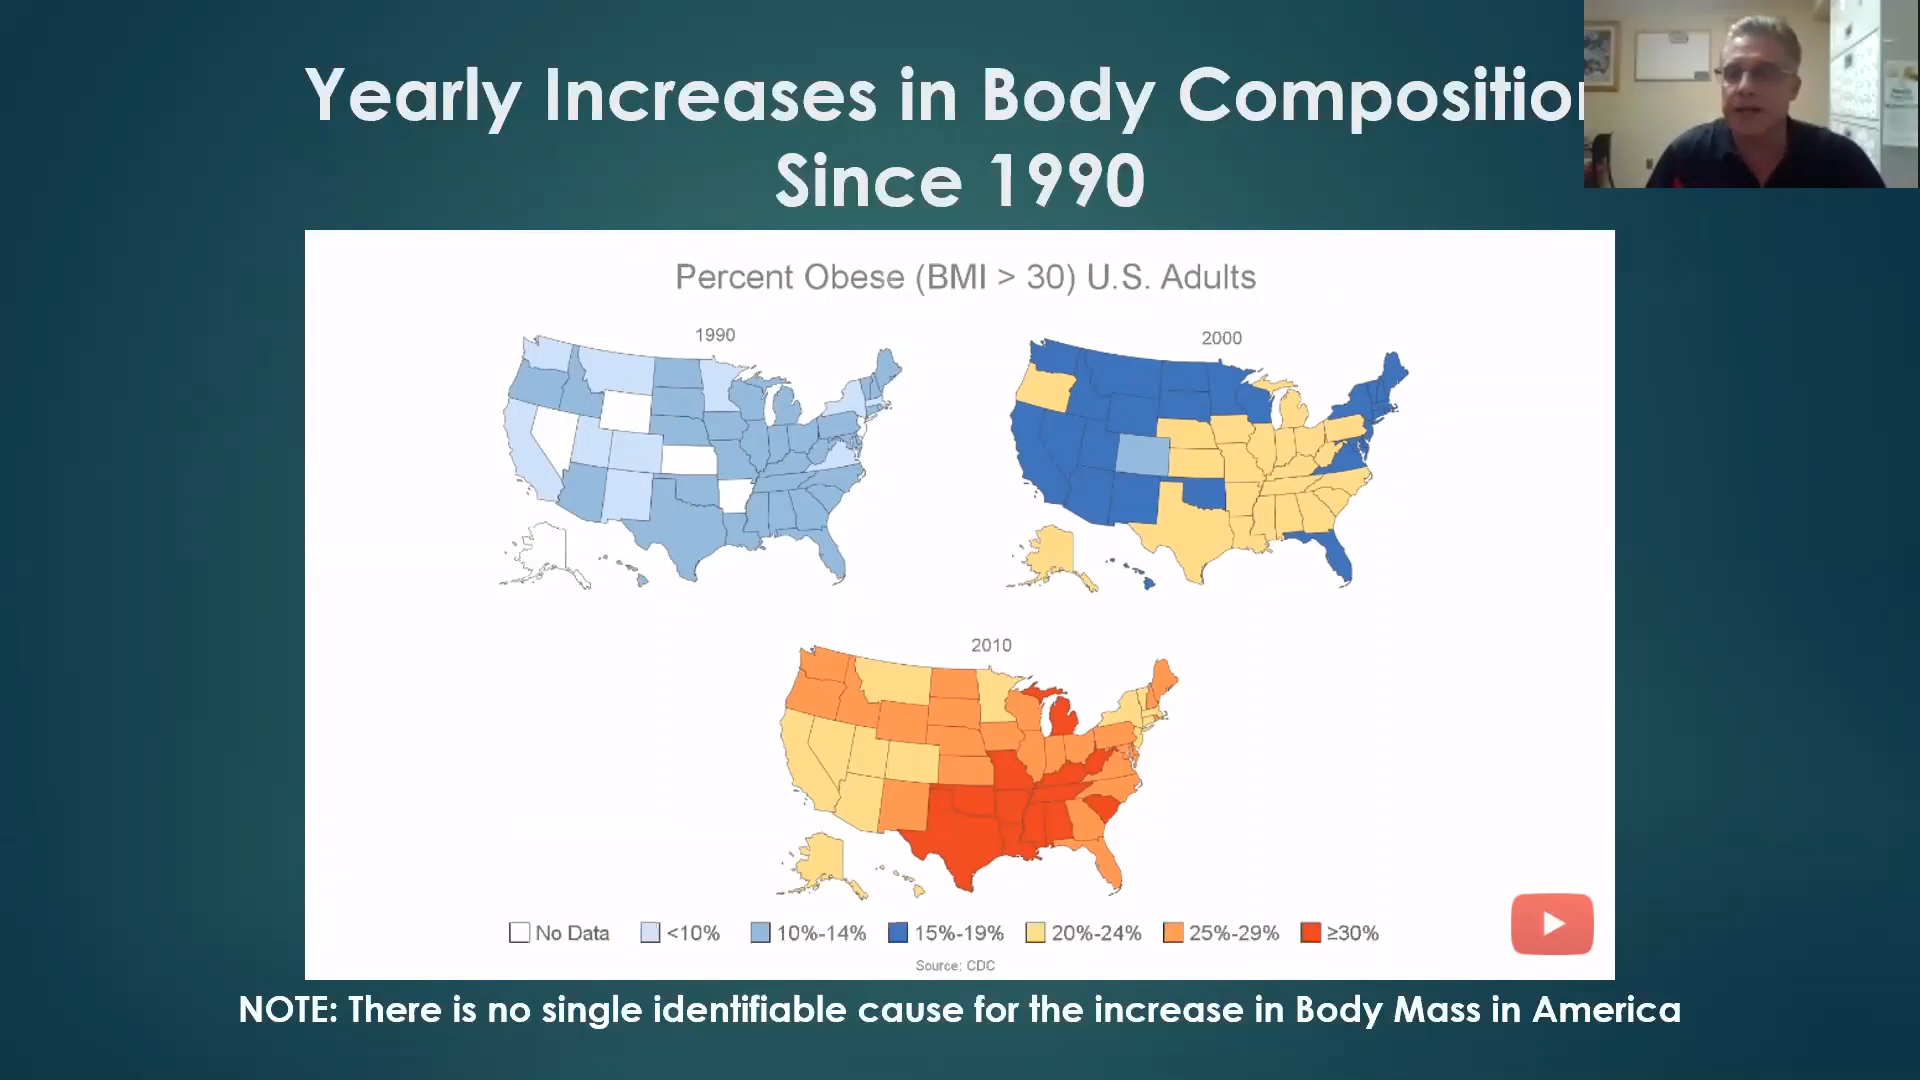 Yearly Increases in Body Composition
Since 1990
Percent Obese (BMI > 30) U.S. Adults
1990
2000
2010
No Data
<10%
10%-14%
15%-19%
20%-24%
25%-29%
≥30%
Source: CDC
NOTE: There is no single identifiable cause for the increase in Body Mass in America